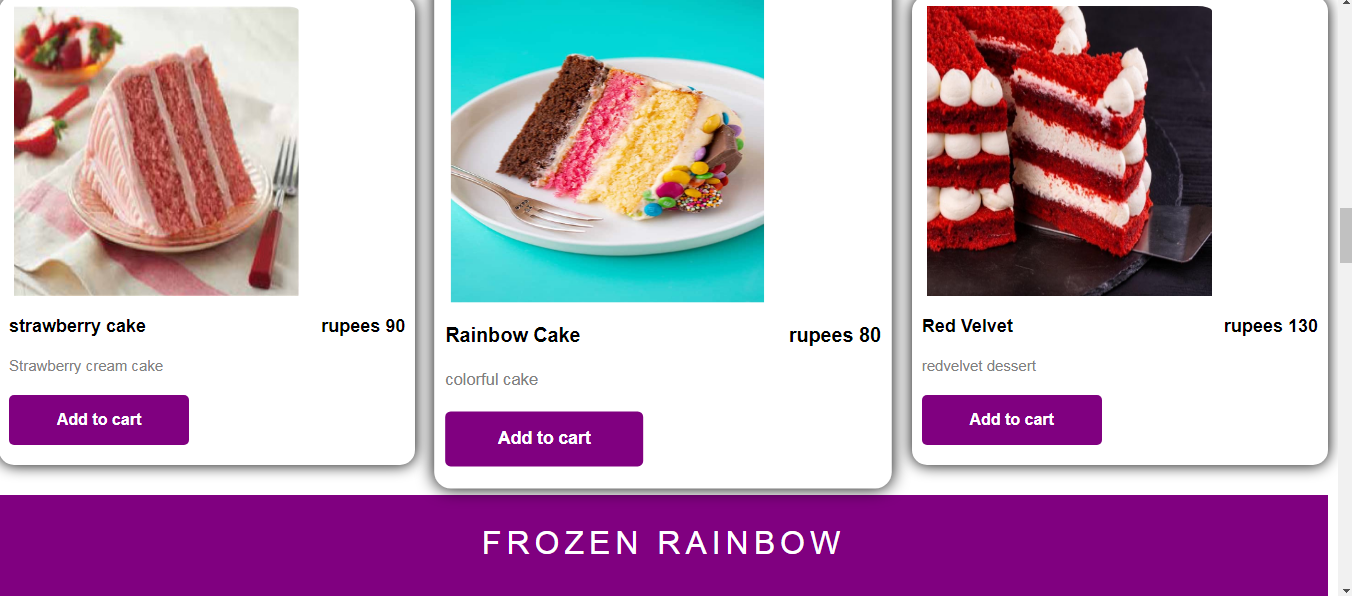 strawberry cake rupees 90
Strawberry cream cake
Add to cart
Rainbow Cake rupees 80
colorful cake
Add to cart
Red Velvet rupees 130
redvelvet dessert
Add to cart
FROZEN RAINBOW